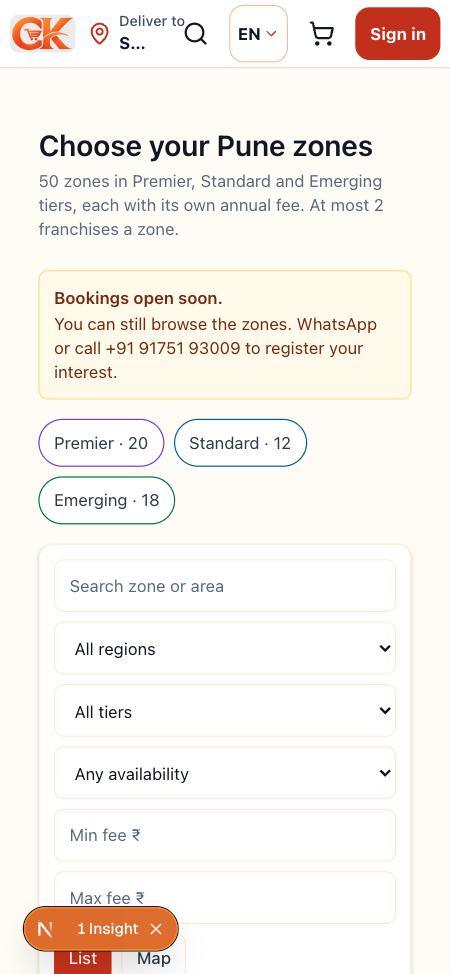 CK
Deliver to
S...
EN
Sign in
Choose your Pune zones
50 zones in Premier, Standard and Emerging
tiers, each with its own annual fee. At most 2
franchises a zone.
Bookings open soon.
You can still browse the zones. WhatsApp
or call +91 91751 93009 to register your
interest.
Premier · 20
Standard · 12
Emerging · 18
Search zone or area
All regions
All tiers
Any availability
Min fee ₹
Max fee ₹
N 1 Insight
List
Map